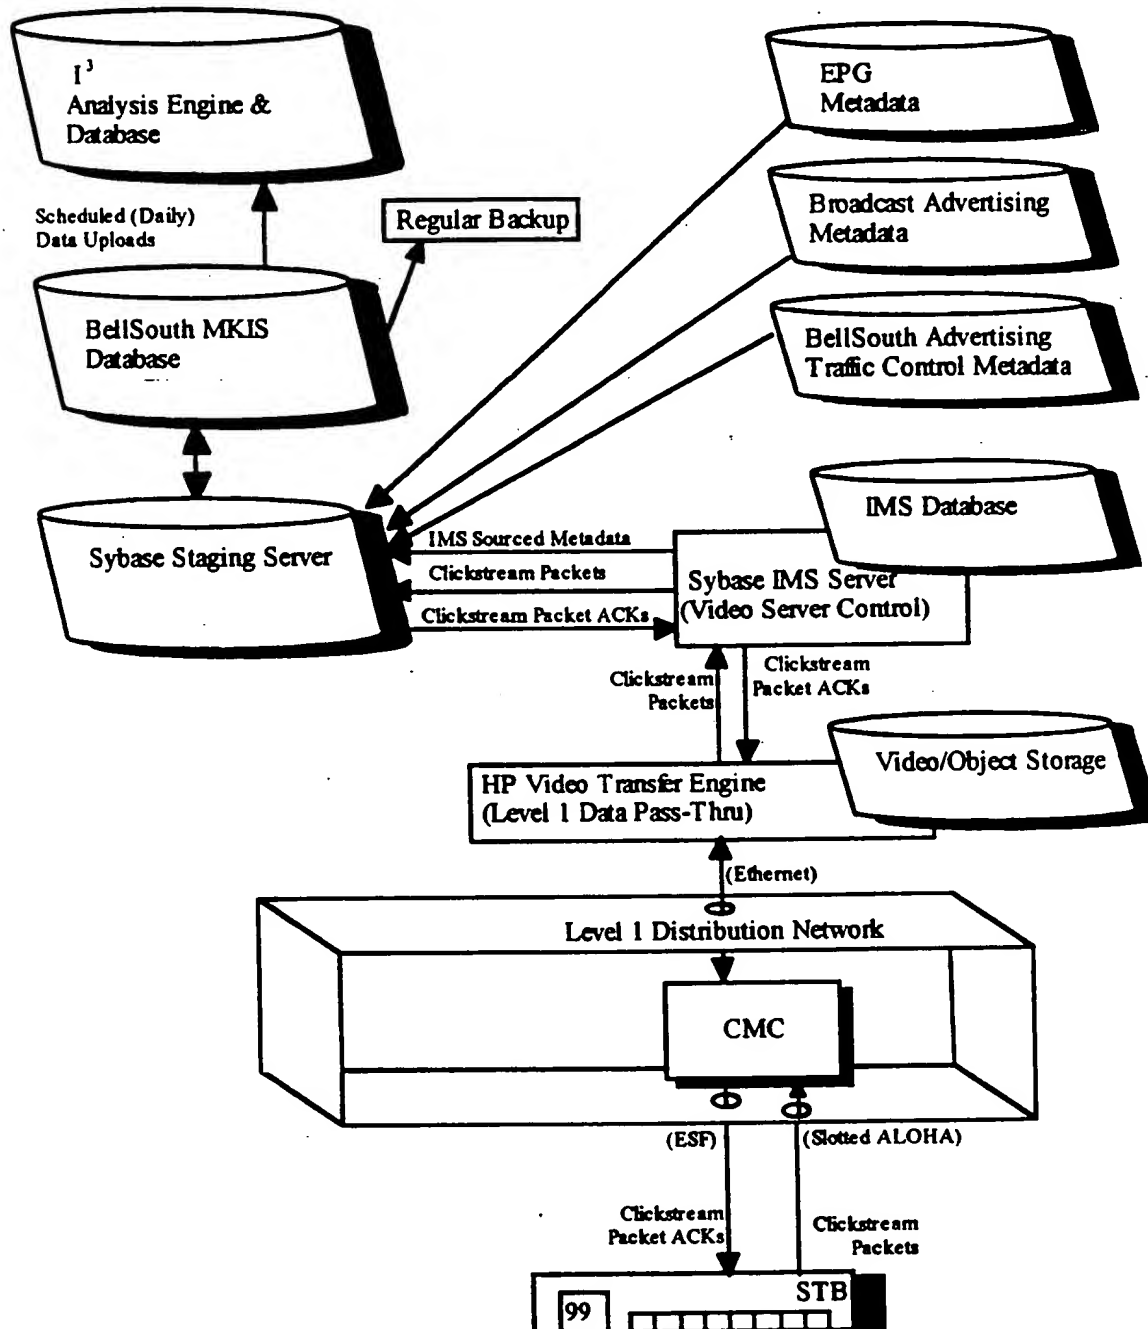 I³
Analysis Engine &
Database
EPG
Metadata
Scheduled (Daily)
Data Uploads
Regular Backup
Broadcast Advertising
Metadata
BellSouth MKIS
Database
BellSouth Advertising
Traffic Control Metadata
IMS Database
Sybase Staging Server
IMS Sourced Metadata
Clickstream Packets
Clickstream Packet ACKs
Sybase IMS Server
(Video Server Control)
Clickstream
Packets
Clickstream
Packet ACKs
Video/Object Storage
HP Video Transfer Engine
(Level 1 Data Pass-Thru)
(Ethernet)
Level 1 Distribution Network
CMC
(ESF)
(Slotted ALOHA)
Clickstream
Packet ACKs
Clickstream
Packets
STB
99